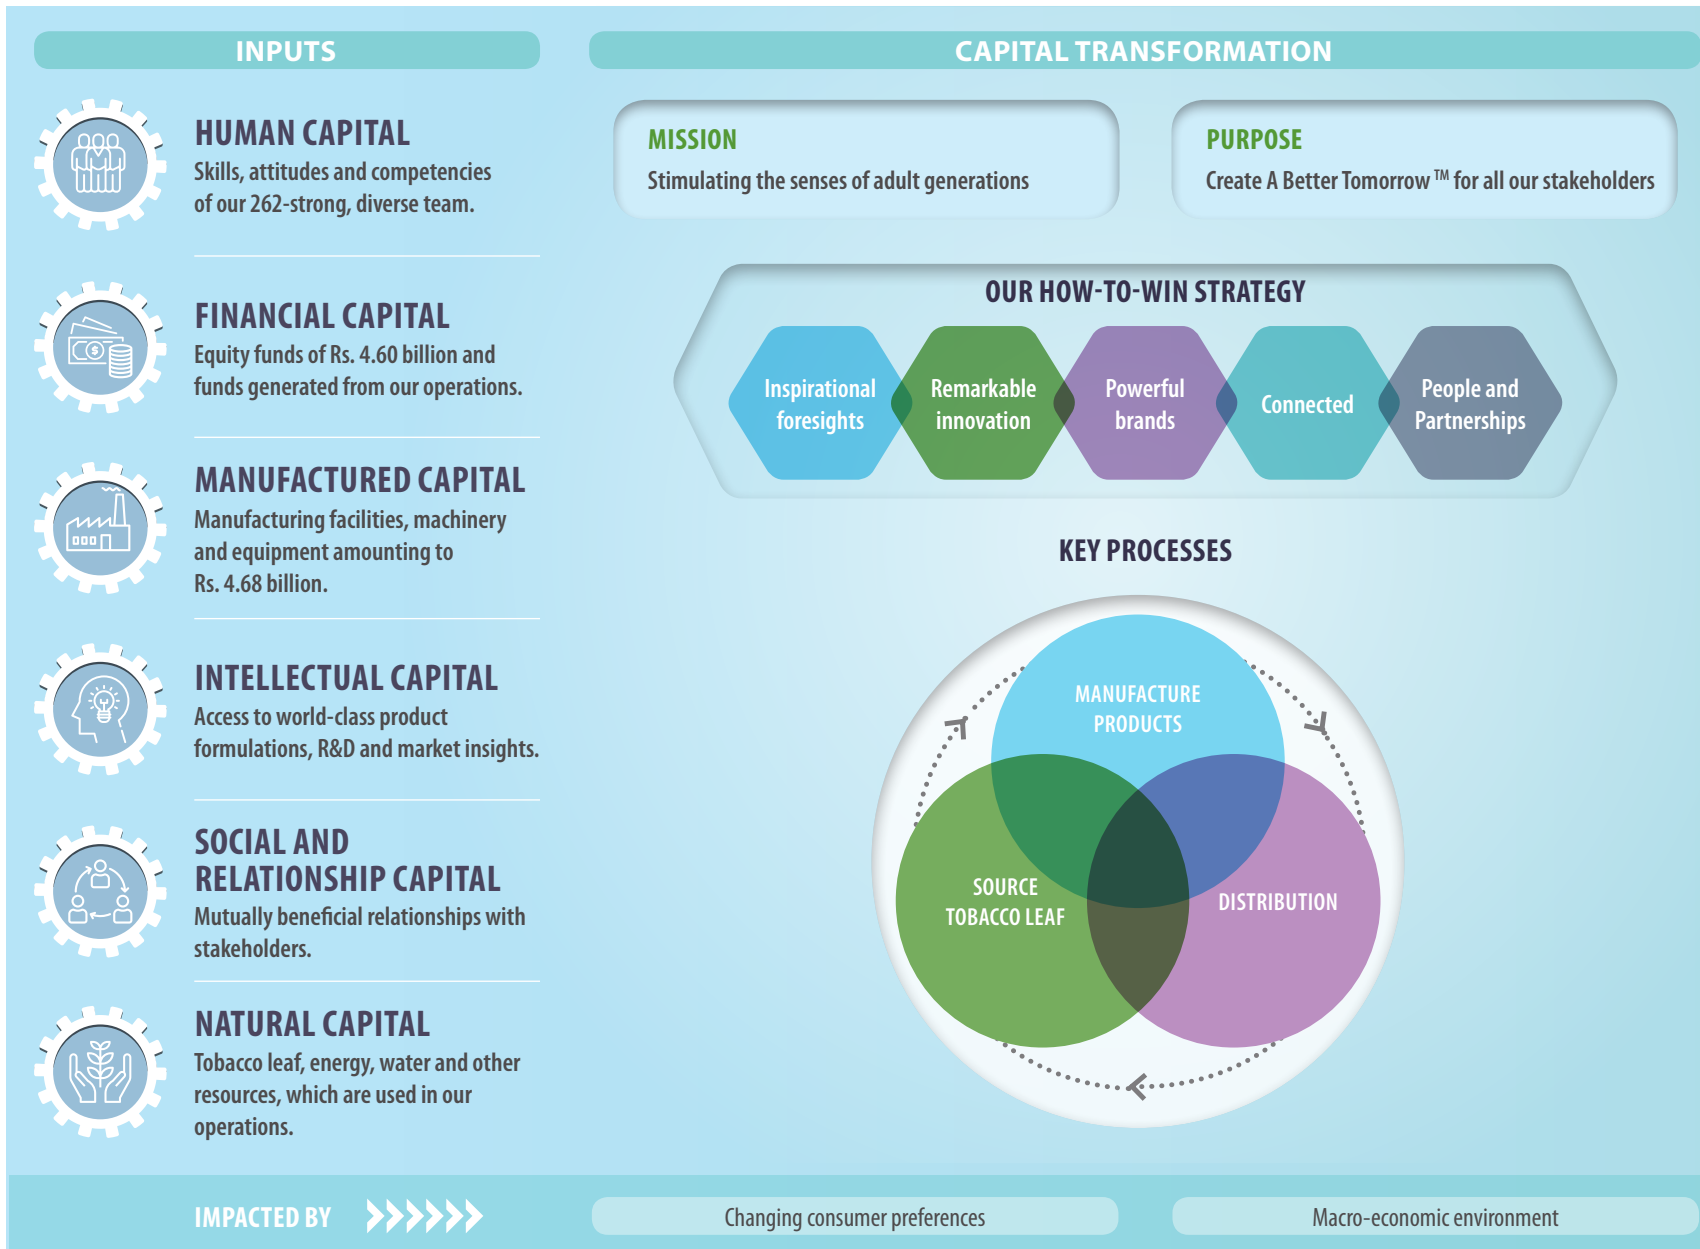 INPUTS
HUMAN CAPITAL
Skills, attitudes and competencies
of our 262-strong, diverse team.
FINANCIAL CAPITAL
Equity funds of Rs. 4.60 billion and
funds generated from our operations.
MANUFACTURED CAPITAL
Manufacturing facilities, machinery
and equipment amounting to
Rs. 4.68 billion.
INTELLECTUAL CAPITAL
Access to world-class product
formulations, R&D and market insights.
SOCIAL AND
RELATIONSHIP CAPITAL
Mutually beneficial relationships with
stakeholders.
NATURAL CAPITAL
Tobacco leaf, energy, water and other
resources, which are used in our
operations.
CAPITAL TRANSFORMATION
MISSION
Stimulating the senses of adult generations
PURPOSE
Create A Better Tomorrow ™ for all our stakeholders
OUR HOW-TO-WIN STRATEGY
Inspirational
foresights
Remarkable
innovation
Powerful
brands
Connected
People and
Partnerships
KEY PROCESSES
MANUFACTURE
PRODUCTS
SOURCE
TOBACCO LEAF
DISTRIBUTION
IMPACTED BY
Changing consumer preferences
Macro-economic environment